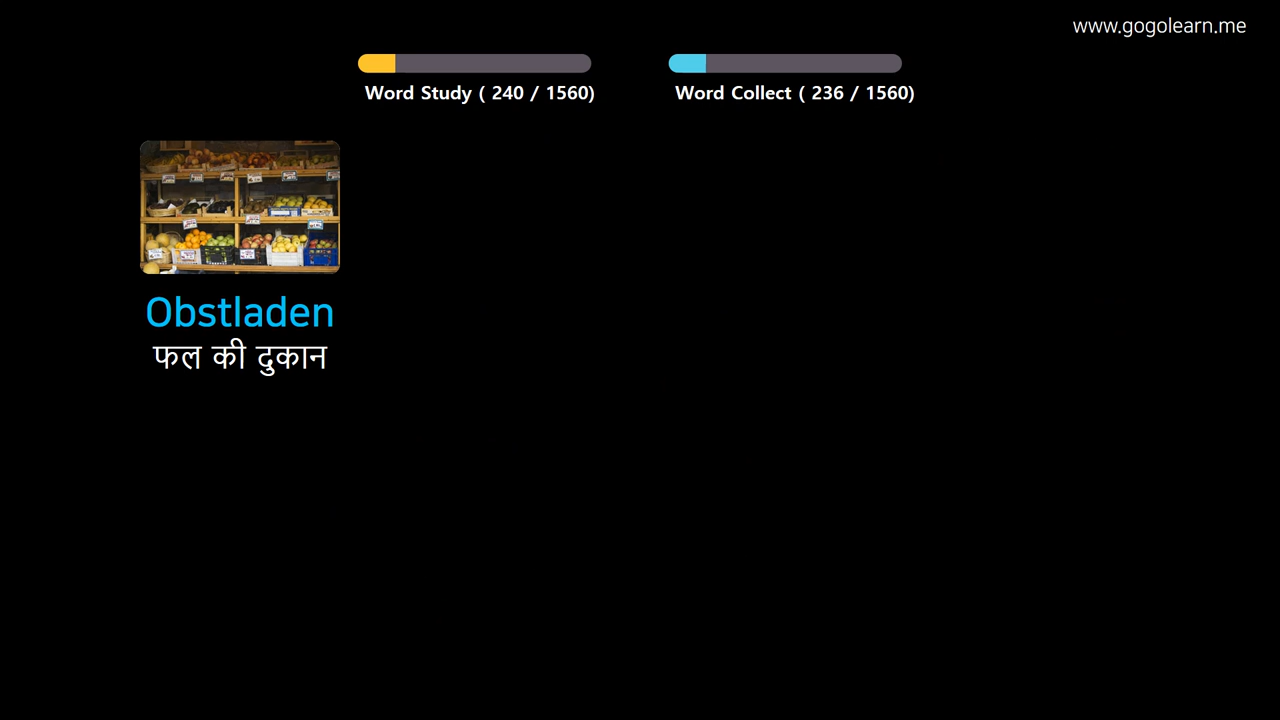 www.gogolearn.me
Word Study ( 240 / 1560)
Word Collect ( 236 / 1560)
Obstladen
फल की दुकान